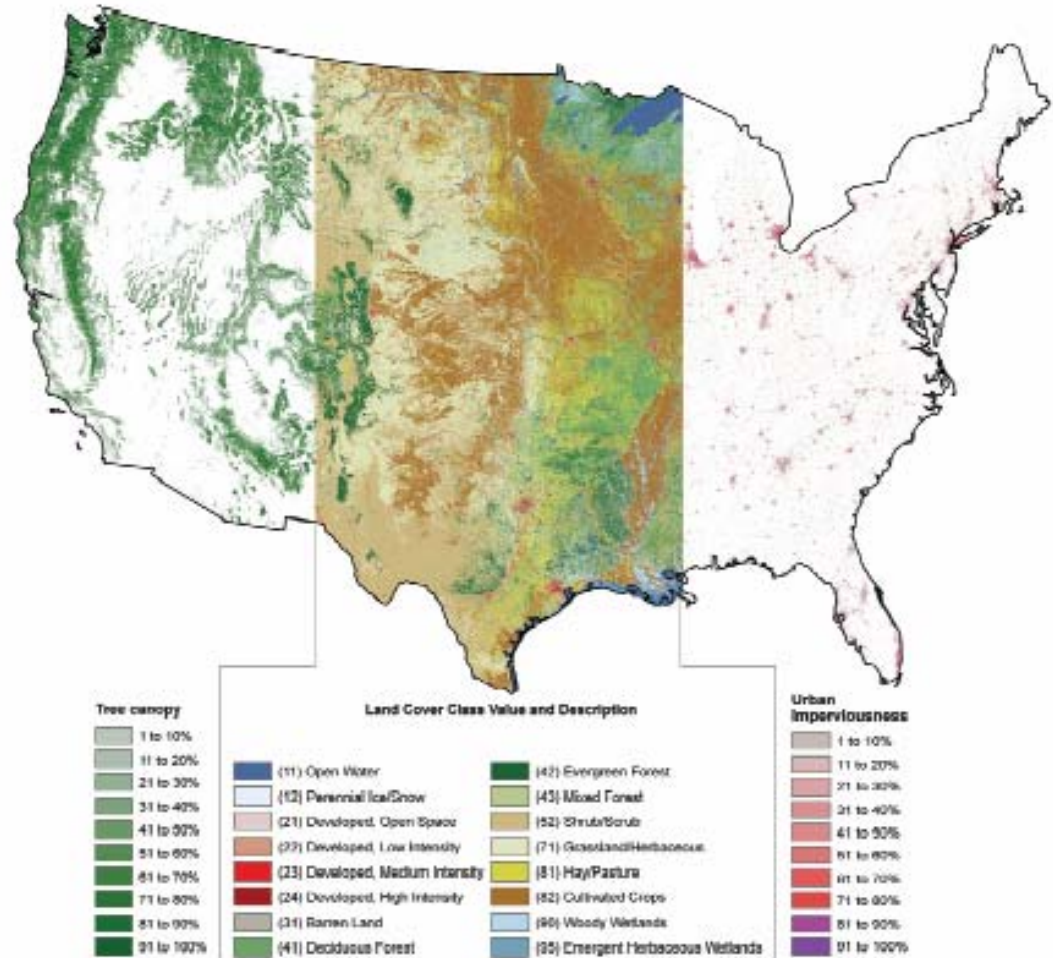 Tree canopy
1 to 10%
11 to 20%
21 to 30%
31 to 40%
41 to 50%
51 to 60%
61 to 70%
71 to 80%
81 to 90%
91 to 100%
Land Cover Class Value and Description
(11) Open Water
(12) Perennial Ice/Snow
(21) Developed, Open Space
(22) Developed, Low Intensity
(23) Developed, Medium Intensity
(24) Developed, High Intensity
(31) Barren Land
(41) Deciduous Forest
(42) Evergreen Forest
(43) Mixed Forest
(52) Shrub/Scrub
(71) Grassland/Herbaceous
(81) Hay/Pasture
(82) Cultivated Crops
(90) Woody Wetlands
(95) Emergent Herbaceous Wetlands
Urban
Imperviousness
1 to 10%
11 to 20%
21 to 30%
31 to 40%
41 to 50%
51 to 60%
61 to 70%
71 to 80%
81 to 90%
91 to 100%